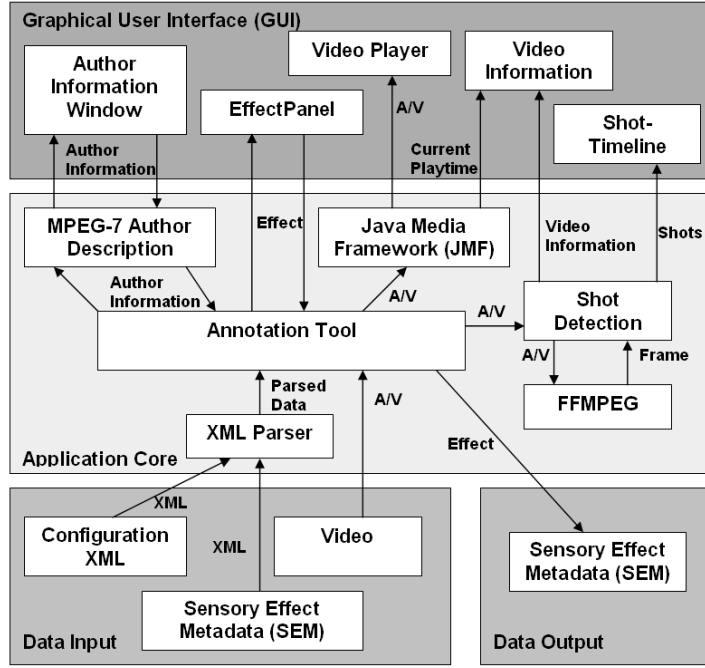 Graphical User Interface (GUI)
Author
Information
Window
EffectPanel
Video Player
Video
Information
Shot-
Timeline
Author
Information
Effect
A/V
Current
Playtime
Video
Information
Shots
MPEG-7 Author
Description
Java Media
Framework (JMF)
Author
Information
A/V
A/V
Annotation Tool
Shot
Detection
A/V
Frame
FFMPEG
Parsed
Data
A/V
XML Parser
Effect
Application Core
XML
XML
Configuration
XML
Video
Sensory Effect
Metadata (SEM)
Data Input
Sensory Effect
Metadata (SEM)
Data Output